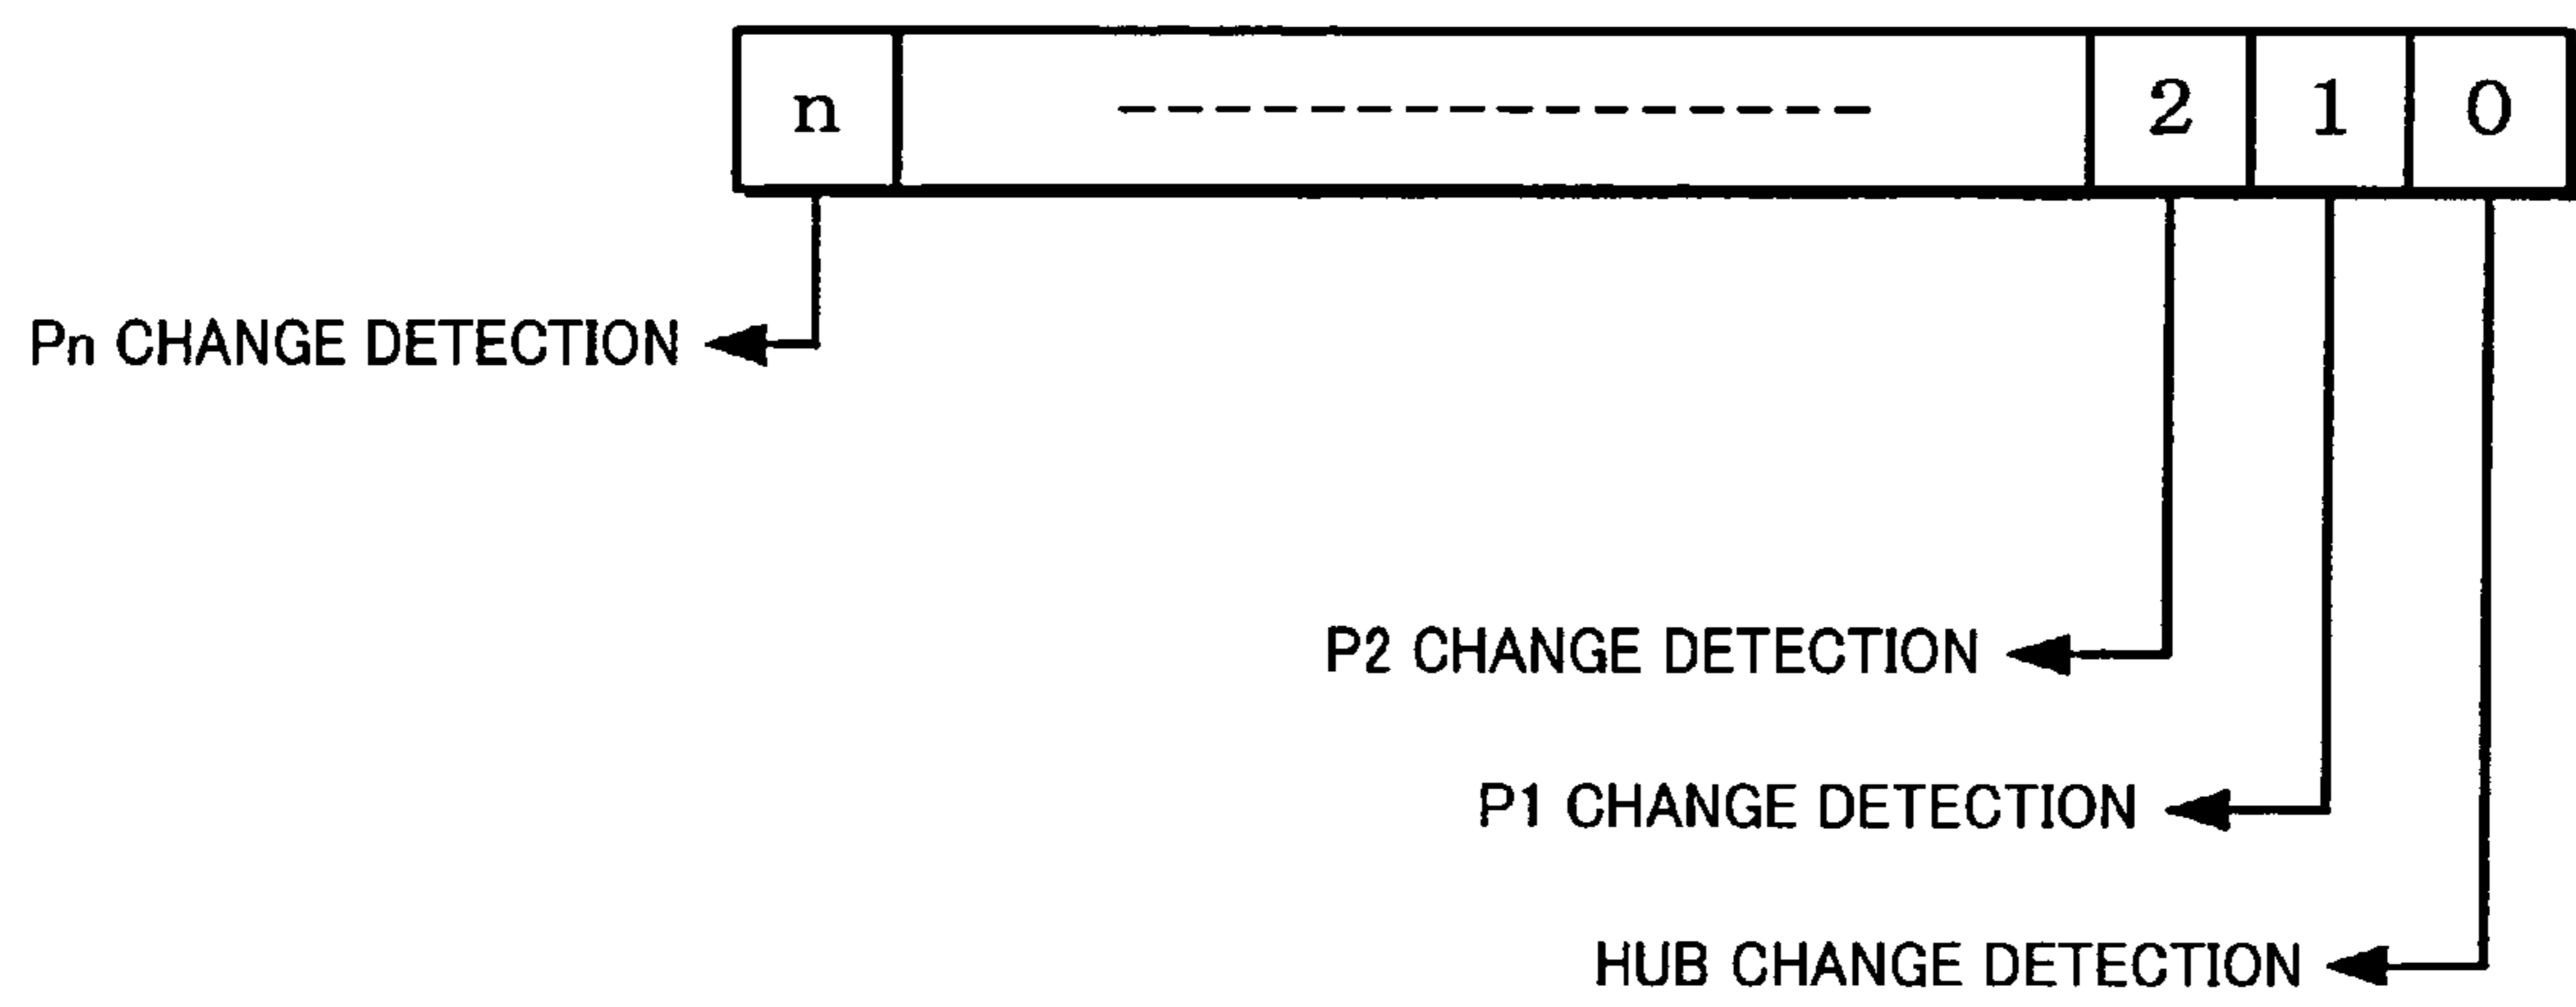 n 2 1 0
Pn CHANGE DETECTION
P2 CHANGE DETECTION
P1 CHANGE DETECTION
HUB CHANGE DETECTION